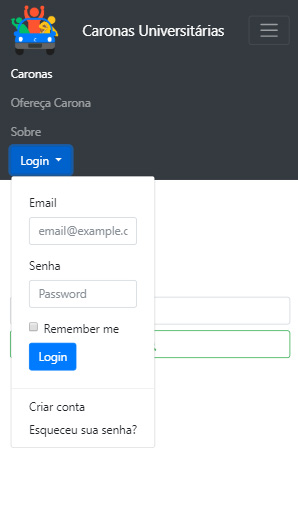 Caronas Universitárias
Caronas
Ofereça Carona
Sobre
Login
Email
email@example.c
Senha
Password
Remember me
Login
Criar conta
Esqueceu sua senha?